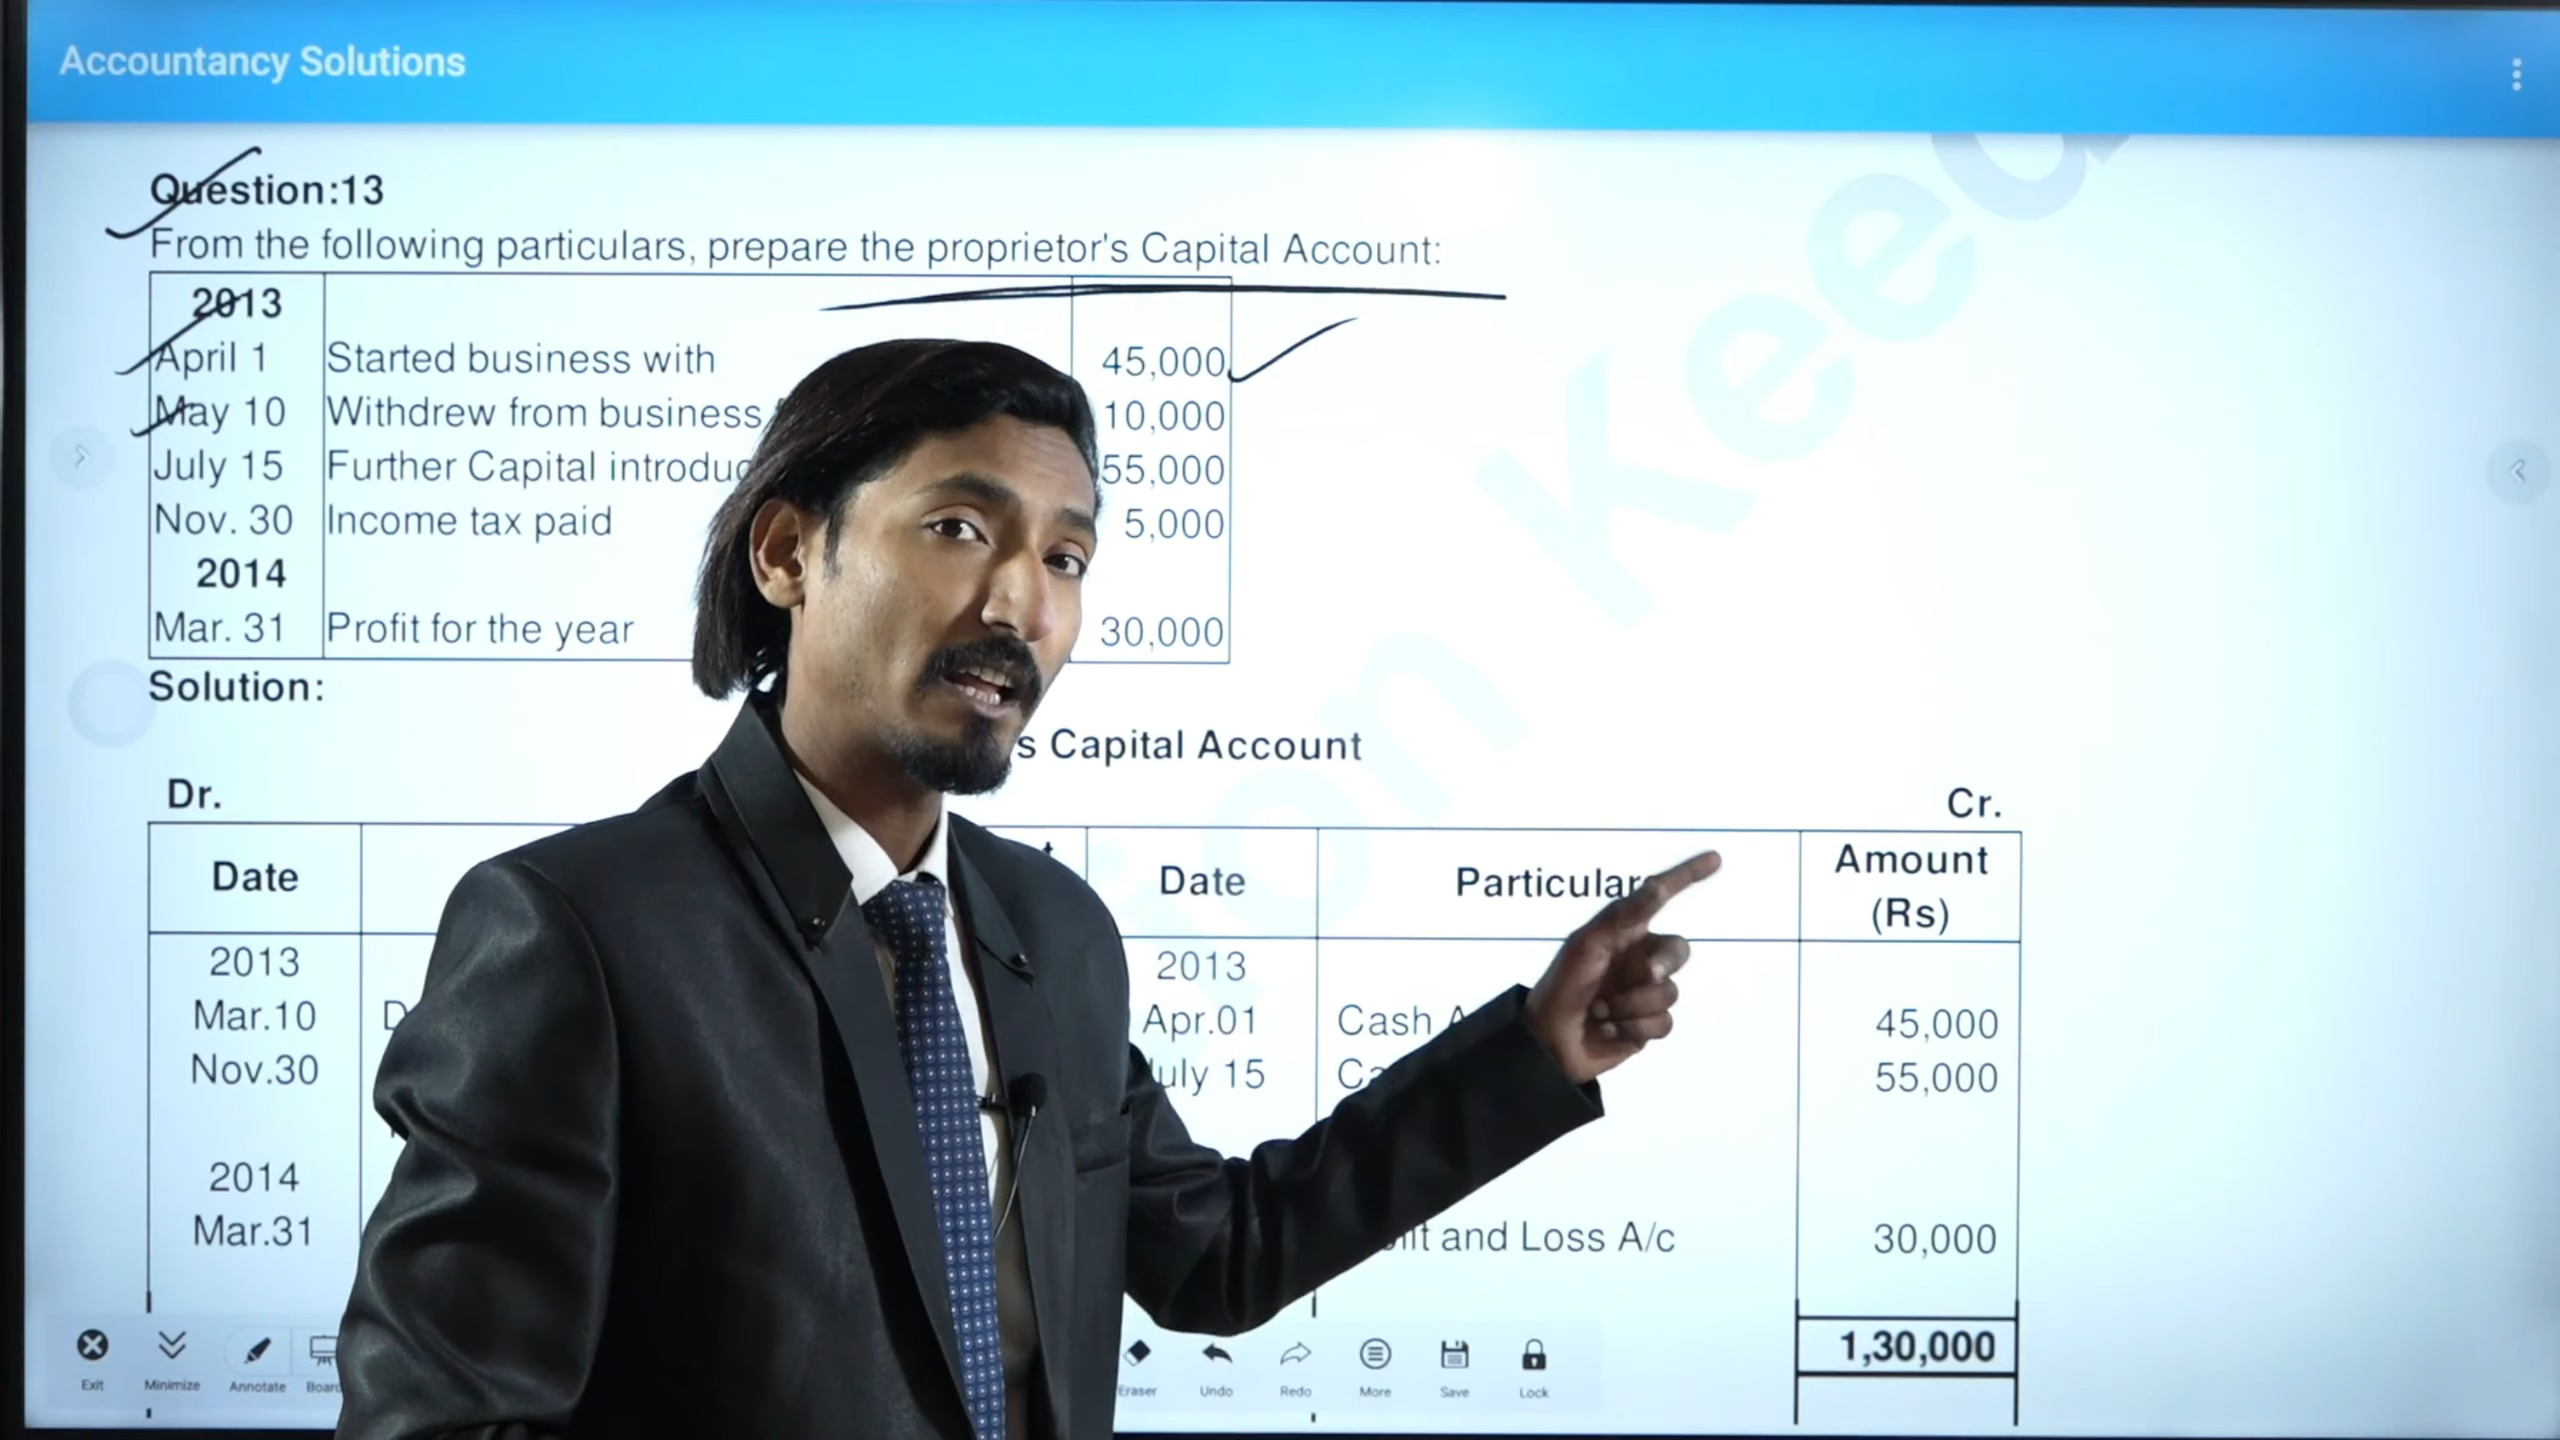 Accountancy Solutions
Question:13
From the following particulars, prepare the proprietor's Capital Account:
2013
April 1 Started business with 45,000
May 10 Withdrew from business 10,000
July 15 Further Capital 55,000
Nov. 30 Income tax paid 5,000
2014
Mar. 31 Profit for the year 30,000
Solution:
s Capital Account
Dr. Cr.
Date Date Particulars Amount (Rs)
2013 2013
Mar.10 Apr.01 Cash 45,000
Nov.30 July 15 55,000
2014
Mar.31 and Loss A/c 30,000
1,30,000
Exit Minimize Annotate Board Eraser Undo Redo More Save Lock
Keed